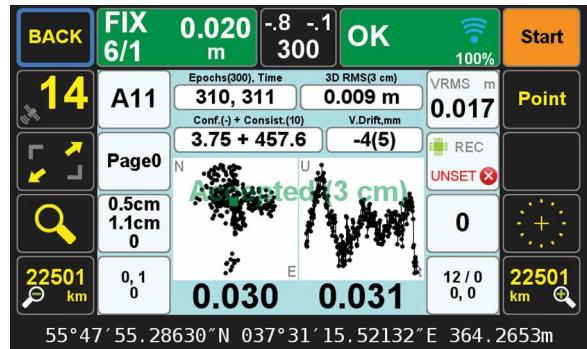 BACK
FIX 6/1
0.020 m
-.8 -.1
300
OK
100%
Start
14
A11
Epochs(300), Time
310, 311
3D RMS(3 cm)
0.009 m
VRMS m
0.017
Point
Conf.(-) + Consist.(10)
3.75 + 457.6
V.Drift,mm
-4(5)
Page0
REC
UNSET
N
U
Accepted (3 cm)
0.5cm
1.1cm
0
0
E
t
22501
km
0, 1
0
0.030
0.031
12 / 0
0, 0
22501
km
55°47′55.28630″N 037°31′15.52132″E 364.2653m